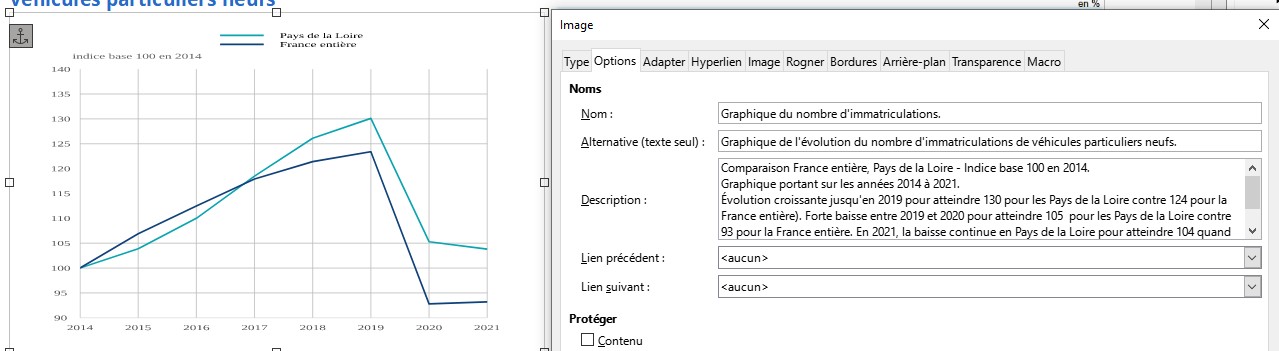 Véhicules particuliers neufs
Pays de la Loire
France entière
indice base 100 en 2014
140
135
130
125
120
115
110
105
100
95
90
2014 2015 2016 2017 2018 2019 2020 2021
en %
Image
Type Options Adapter Hyperlien Image Rogner Bordures Arrière-plan Transparence Macro
Noms
Nom : Graphique du nombre d'immatriculations.
Alternative (texte seul) : Graphique de l'évolution du nombre d'immatriculations de véhicules particuliers neufs.
Description :
Comparaison France entière, Pays de la Loire - Indice base 100 en 2014.
Graphique portant sur les années 2014 à 2021.
Évolution croissante jusqu'en 2019 pour atteindre 130 pour les Pays de la Loire contre 124 pour la
France entière). Forte baisse entre 2019 et 2020 pour atteindre 105  pour les Pays de la Loire contre
93 pour la France entière. En 2021, la baisse continue en Pays de la Loire pour atteindre 104 quand
Lien précédent : <aucun>
Lien suivant : <aucun>
Protéger
Contenu